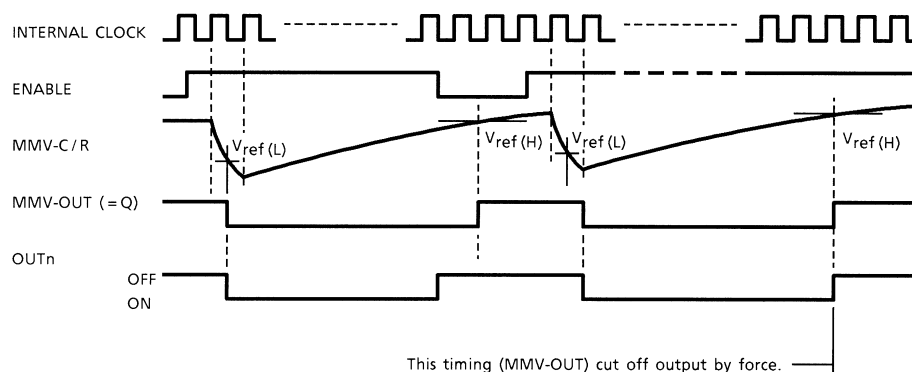 INTERNAL CLOCK
ENABLE
MMV-C/R
Vref (L)
Vref (H)
Vref (L)
Vref (H)
MMV-OUT (=Q)
OUTn
OFF
ON
This timing (MMV-OUT) cut off output by force.